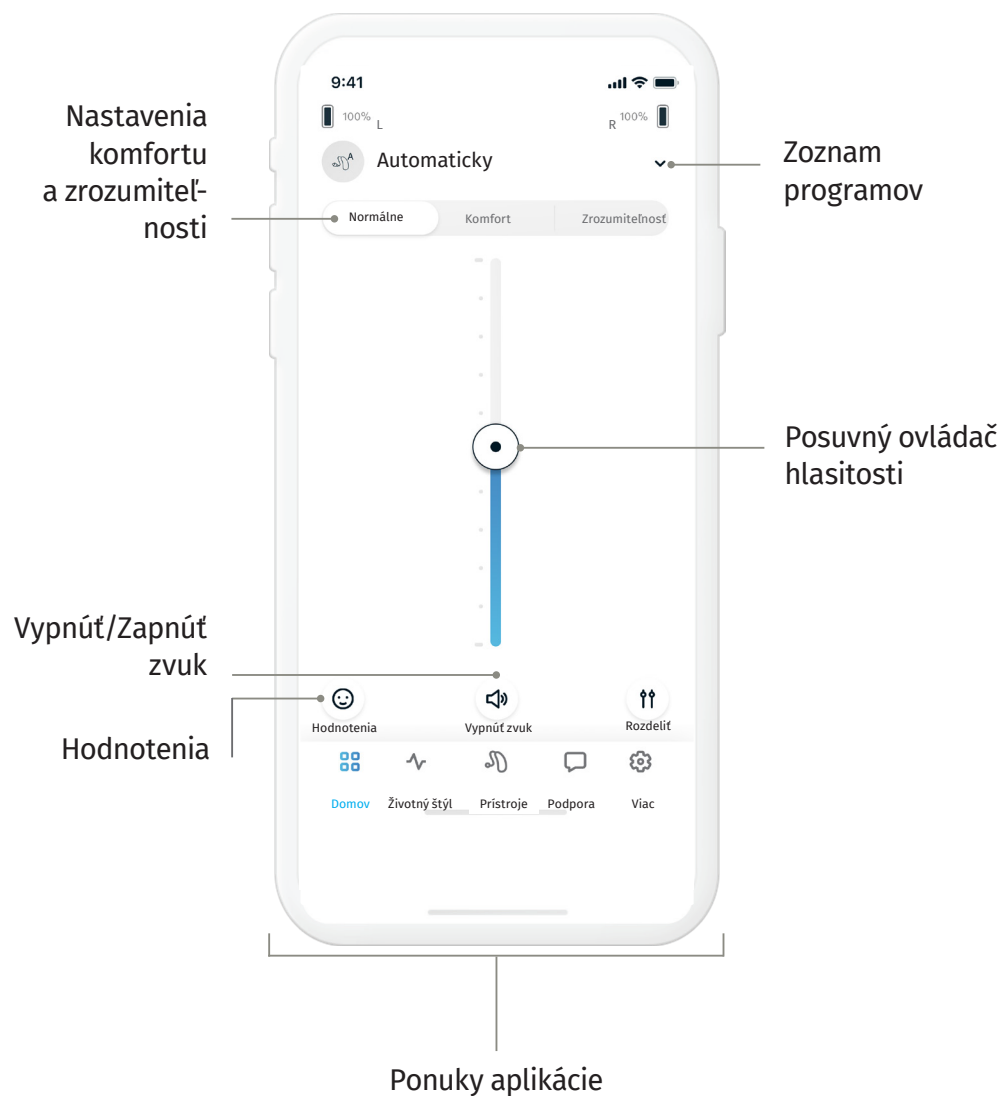 9:41
100% L
R 100%
Nastavenia
komfortu
a zrozumiteľ-
nosti
Automaticky
Zoznam
programov
Normálne
Komfort
Zrozumiteľnosť
Posuvný ovládač
hlasitosti
Vypnúť/Zapnúť
zvuk
Hodnotenia
Hodnotenia
Vypnúť zvuk
Rozdeliť
Domov
Životný štýl
Prístroje
Podpora
Viac
Ponuky aplikácie